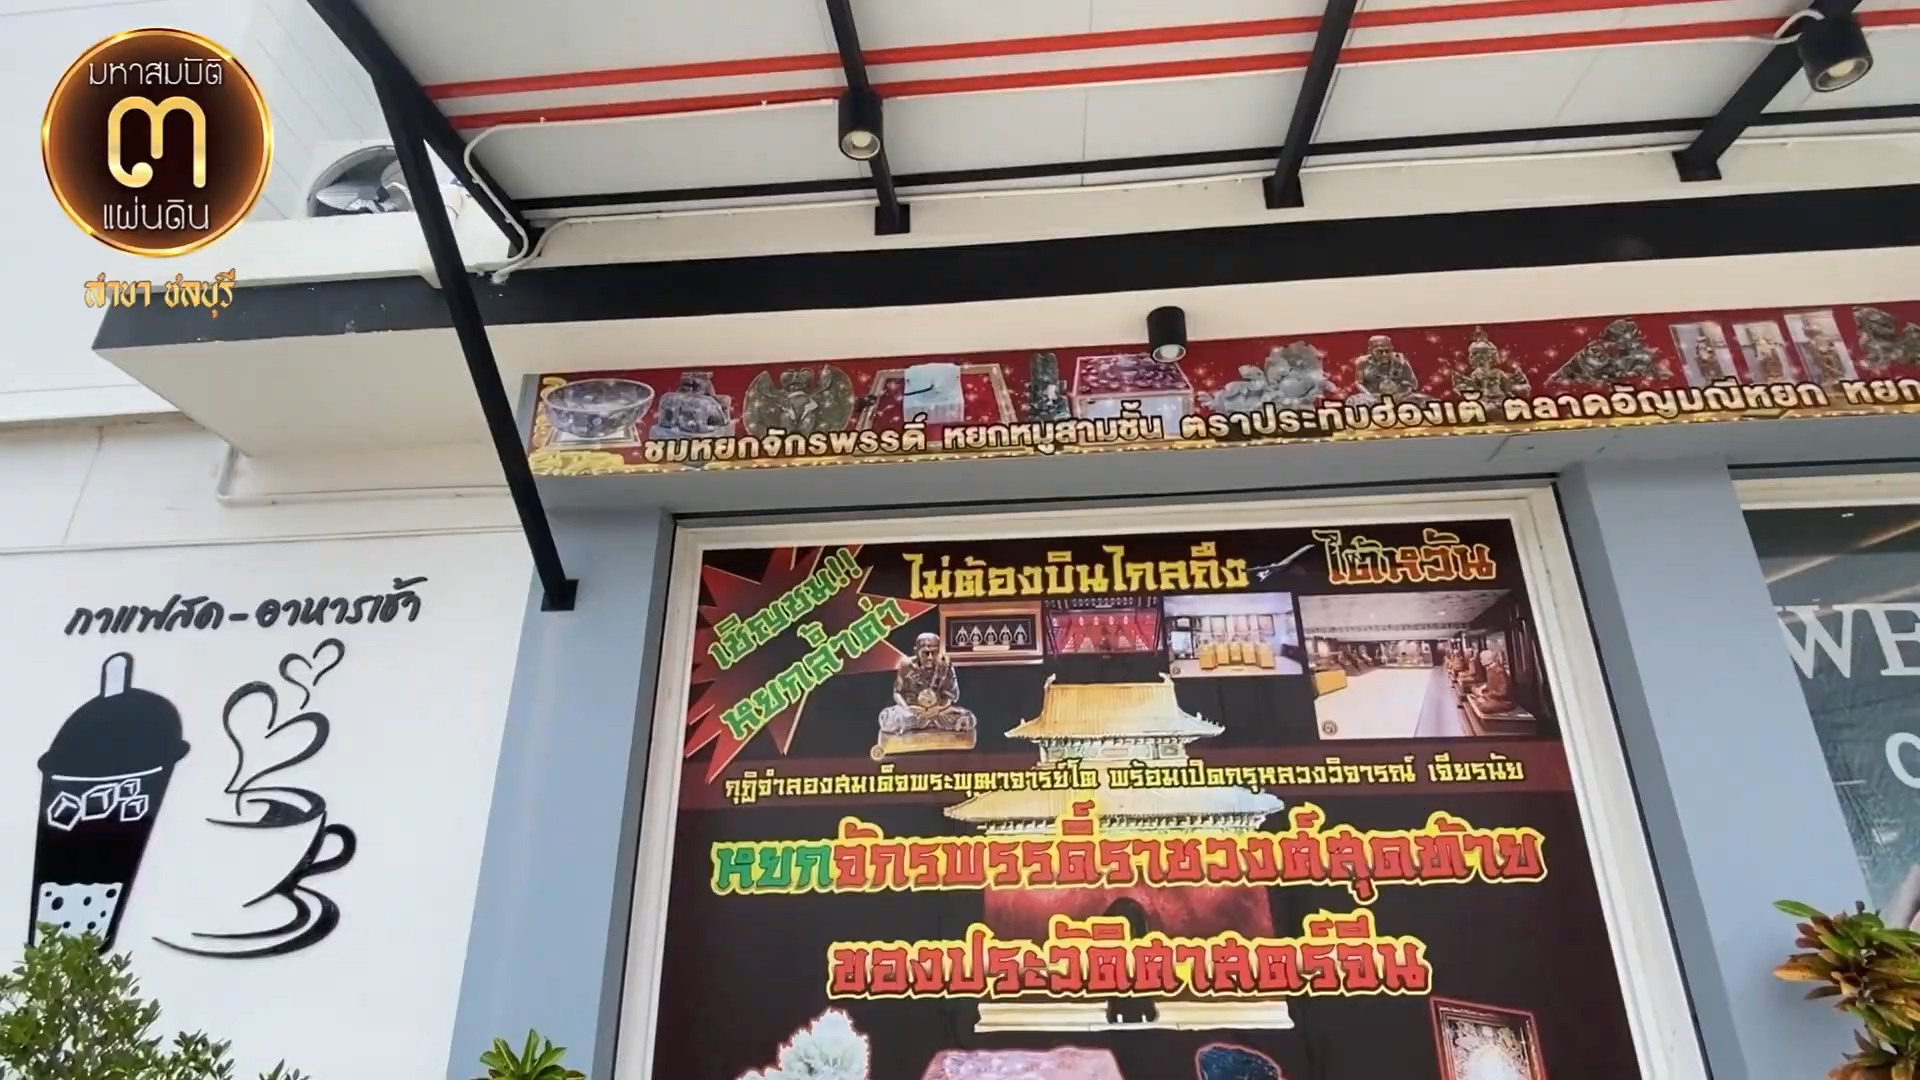 มหาสมบัติ
๓
แผ่นดิน
สาขา ชลบุรี
ชมหยกจักรพรรดิ์ หยกหมูสามชั้น ตราประทับฮ่องเต้ ตลาดอัญมณีหยก หยก
กาแฟสด - อาหารเช้า
เชิญชม!!
หยกล้ำค่า
ไม่ต้องบินไกลถึง ไต้หวัน
กุฏิจำลองสมเด็จพระพุฒาจารย์โต พร้อมเปิดกรุหลวงวิจารณ์ เจียรนัย
หยกจักรพรรดิ์ราชวงศ์สุดท้าย
ของประวัติศาสตร์จีน
WE
C